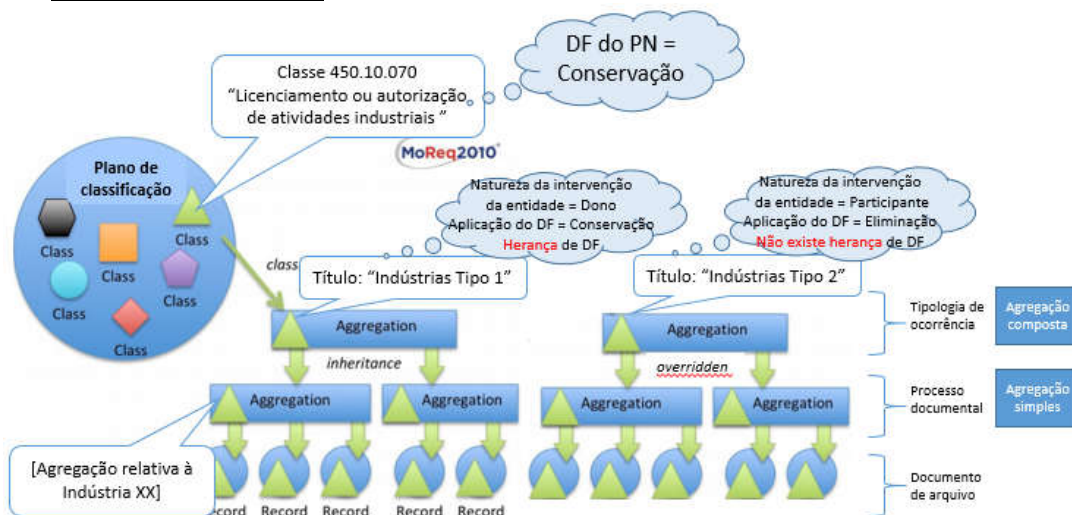 DF do PN =
Conservação
Classe 450.10.070
“Licenciamento ou autorização
de atividades industriais ”
MoReq2010®
Plano de
classificação
Class
Class
Class
Class
Class
Class
Natureza da intervenção
da entidade = Dono
Aplicação do DF = Conservação
Herança de DF
Natureza da intervenção
da entidade = Participante
Aplicação do DF = Eliminação
Não existe herança de DF
class
Título: “Indústrias Tipo 1”
Título: “Indústrias Tipo 2”
Aggregation
Aggregation
Tipologia de
ocorrência
Agregação
composta
inheritance
overridden
Aggregation
Aggregation
Aggregation
Aggregation
Processo
documental
Agregação
simples
[Agregação relativa à
Indústria XX]
Documento
de arquivo
Record
Record
Record
Record
Record